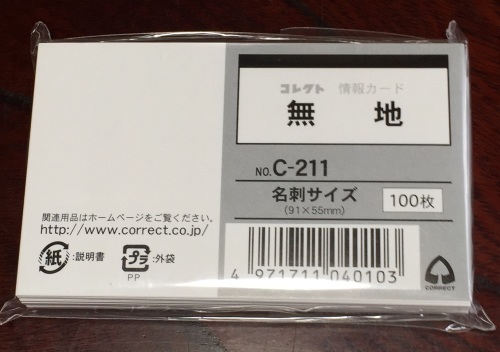 コレクト 情報カード
無 地
NO.C-211
名刺サイズ
(91×55mm)
100枚
関連用品はホームページをご覧ください。
http://www.correct.co.jp/
紙:説明書
プラ:外袋
PP
4 971711 040103
CORRECT